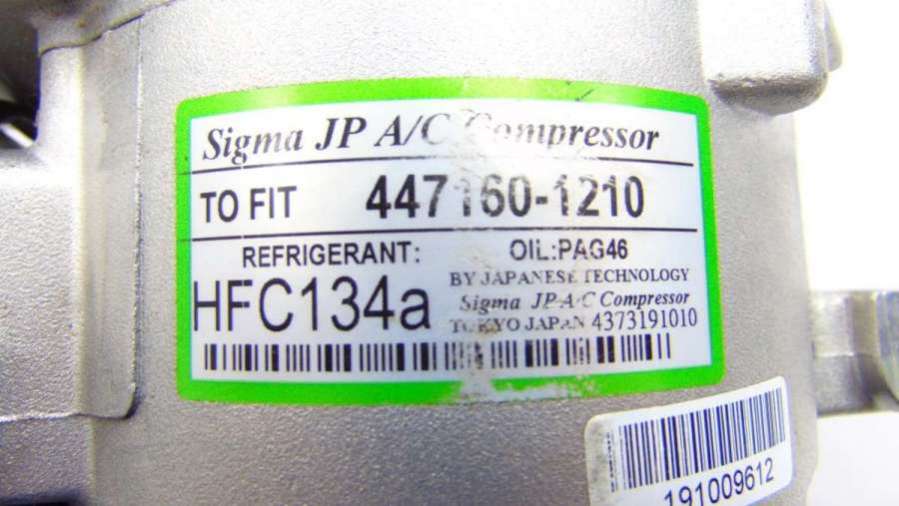 Sigma JP A/C Compressor
TO FIT 447160-1210
REFRIGERANT: OIL:PAG46
HFC134a
BY JAPANESE TECHNOLOGY
Sigma JP A/C Compressor
TOKYO JAPAN 4373191010
191009612